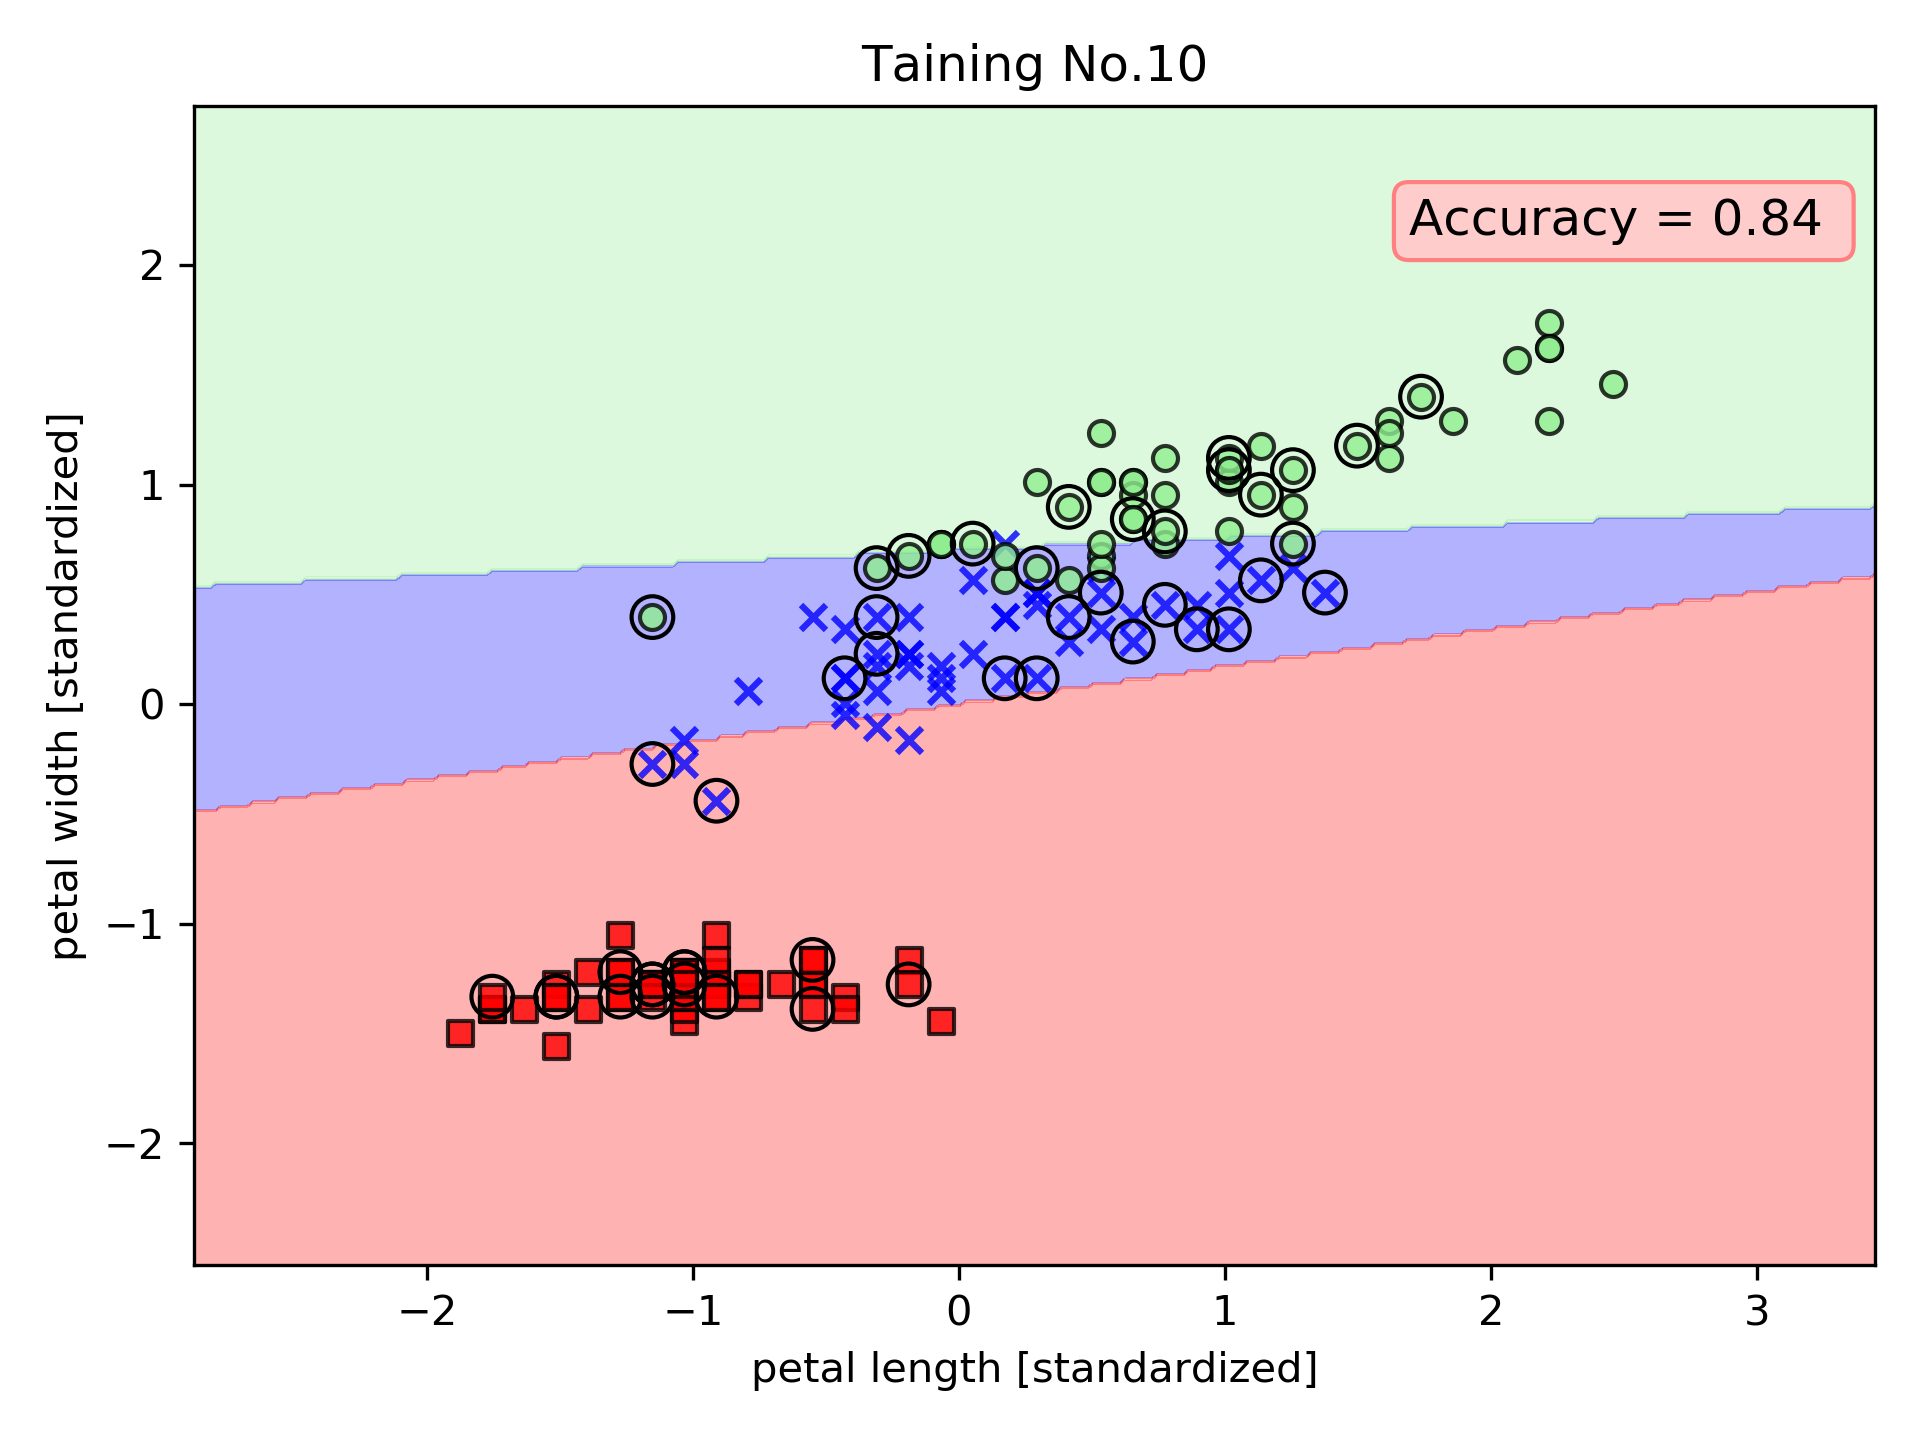 Taining No.10
Accuracy = 0.84
petal width [standardized]
2
1
0
−1
−2
−2 −1 0 1 2 3
petal length [standardized]